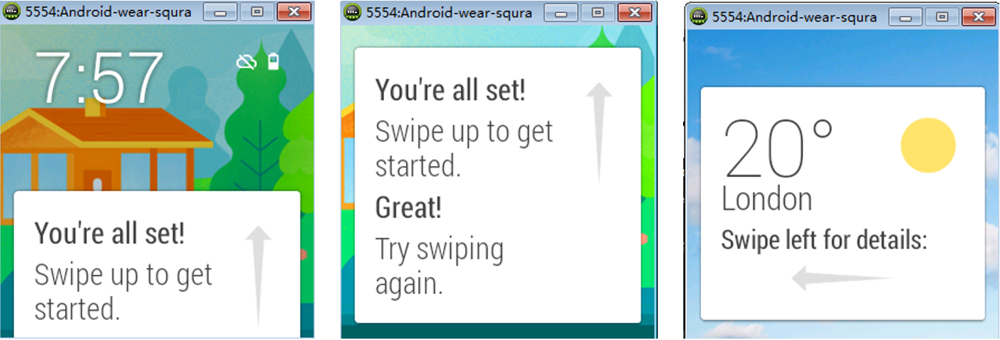 5554:Android-wear-squra
7:57
You're all set!
Swipe up to get
started.
5554:Android-wear-squra
You're all set!
Swipe up to get
started.
Great!
Try swiping
again.
5554:Android-wear-squra
20°
London
Swipe left for details: